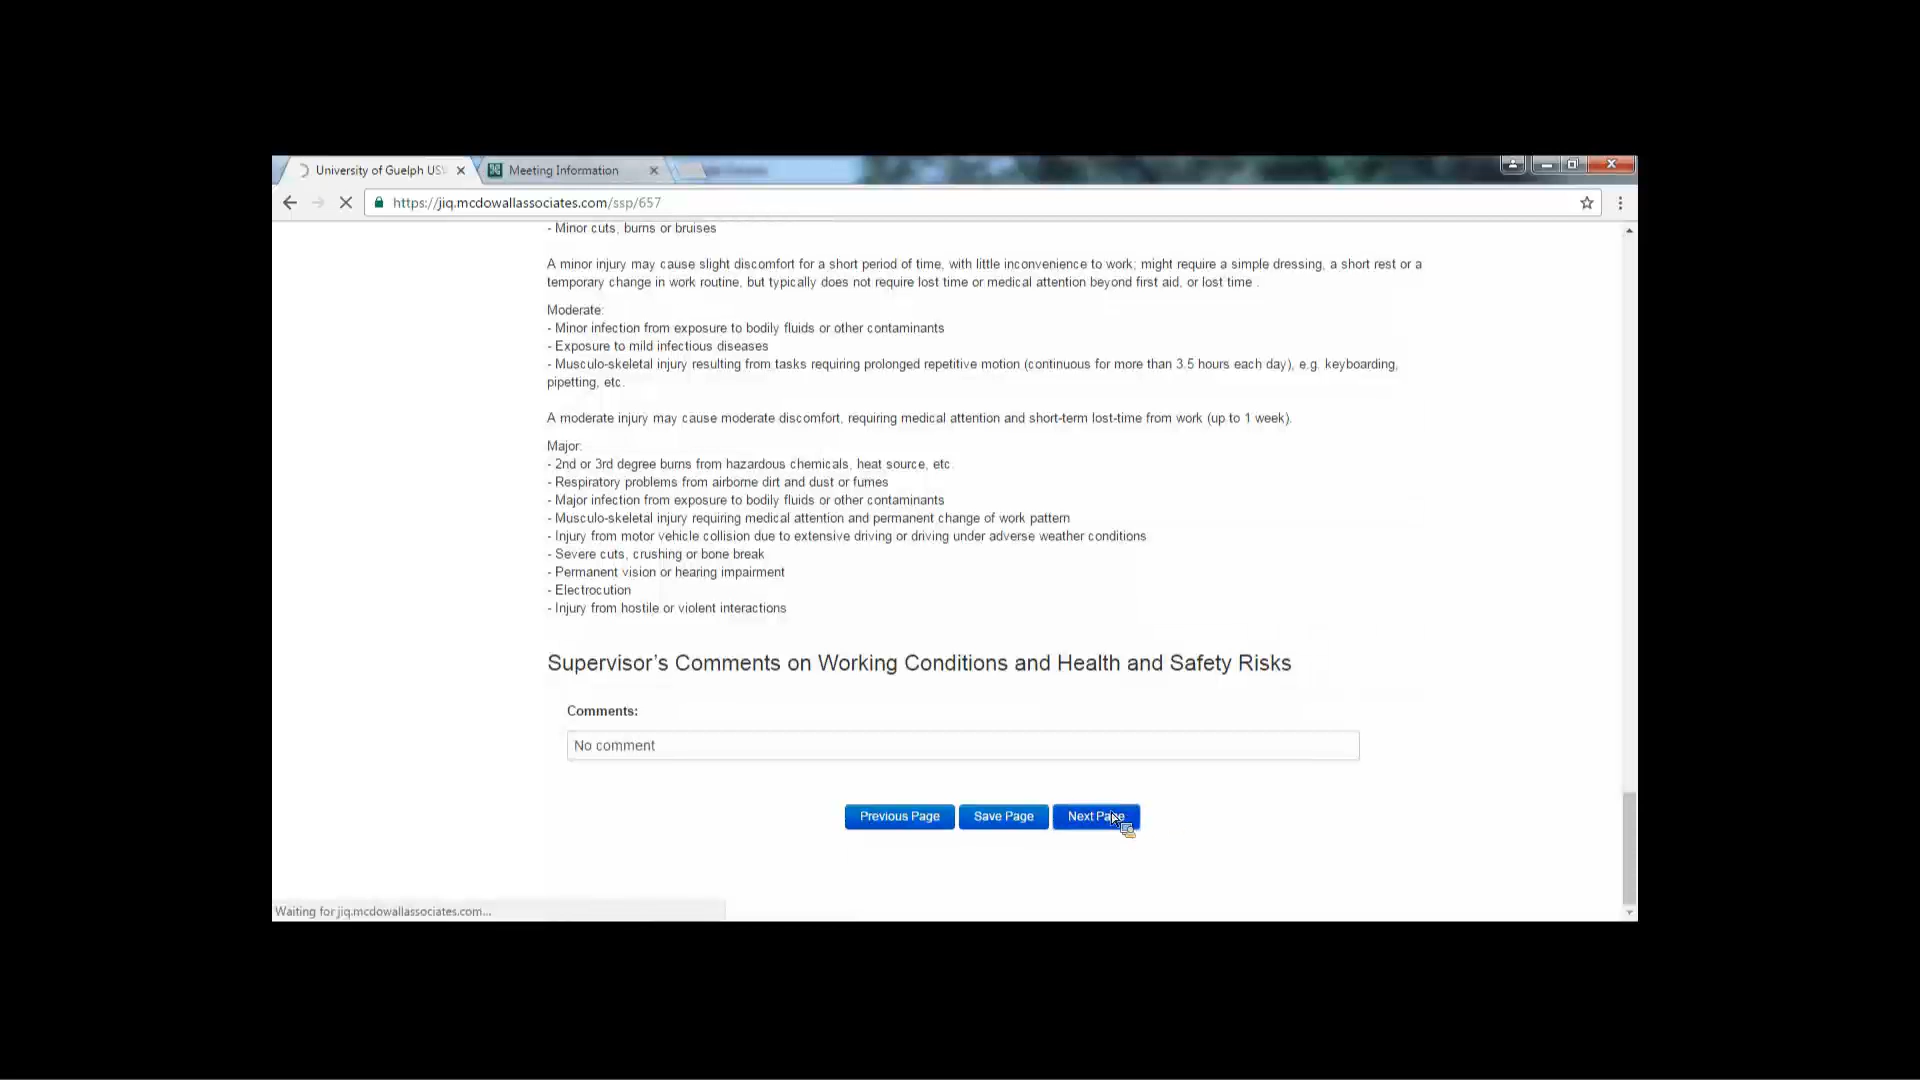 University of Guelph US
Meeting Information
https://jiq.mcdowallassociates.com/ssp/657
- Minor cuts, burns or bruises
A minor injury may cause slight discomfort for a short period of time, with little inconvenience to work; might require a simple dressing, a short rest or a
temporary change in work routine, but typically does not require lost time or medical attention beyond first aid, or lost time .
Moderate:
- Minor infection from exposure to bodily fluids or other contaminants
- Exposure to mild infectious diseases
- Musculo-skeletal injury resulting from tasks requiring prolonged repetitive motion (continuous for more than 3.5 hours each day), e.g. keyboarding,
pipetting, etc.
A moderate injury may cause moderate discomfort, requiring medical attention and short-term lost-time from work (up to 1 week).
Major:
- 2nd or 3rd degree burns from hazardous chemicals, heat source, etc.
- Respiratory problems from airborne dirt and dust or fumes
- Major infection from exposure to bodily fluids or other contaminants
- Musculo-skeletal injury requiring medical attention and permanent change of work pattern
- Injury from motor vehicle collision due to extensive driving or driving under adverse weather conditions
- Severe cuts, crushing or bone break
- Permanent vision or hearing impairment
- Electrocution
- Injury from hostile or violent interactions
Supervisor's Comments on Working Conditions and Health and Safety Risks
Comments:
No comment
Previous Page Save Page Next Page
Waiting for jiq.mcdowallassociates.com...